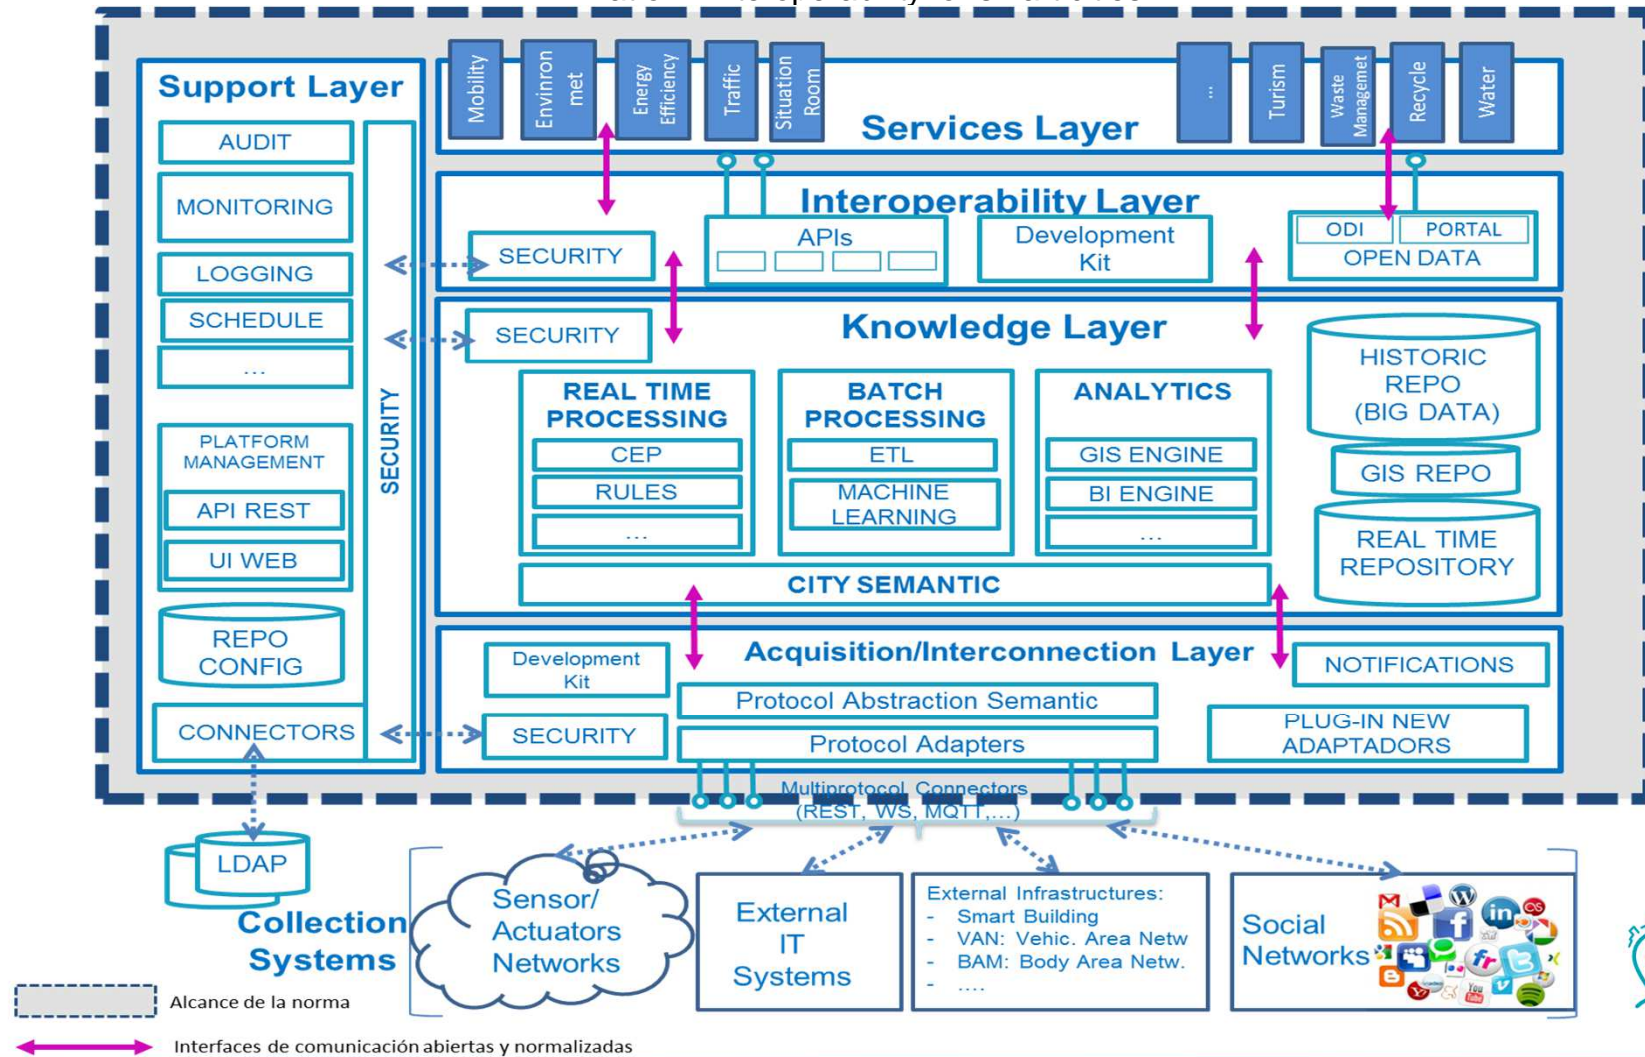 Support Layer
AUDIT
MONITORING
LOGGING
SCHEDULE
...
PLATFORM
MANAGEMENT
API REST
UI WEB
REPO
CONFIG
CONNECTORS
SECURITY
Mobility
Envinron
met
Energy
Efficiency
Traffic
Situation
Room
...
Turism
Waste
Managemet
Recycle
Water
Services Layer
Interoperability Layer
SECURITY
APIs
Development
Kit
ODI
PORTAL
OPEN DATA
Knowledge Layer
SECURITY
REAL TIME
PROCESSING
CEP
RULES
...
BATCH
PROCESSING
ETL
MACHINE
LEARNING
ANALYTICS
GIS ENGINE
BI ENGINE
...
HISTORIC
REPO
(BIG DATA)
GIS REPO
REAL TIME
REPOSITORY
CITY SEMANTIC
Acquisition/Interconnection Layer
Development
Kit
SECURITY
Protocol Abstraction Semantic
Protocol Adapters
NOTIFICATIONS
PLUG-IN NEW
ADAPTADORS
Multiprotocol Connectors
(REST, WS, MQTT,...)
LDAP
Collection
Systems
Sensor/
Actuators
Networks
External
IT
Systems
External Infrastructures:
- Smart Building
- VAN: Vehic. Area Netw
- BAM: Body Area Netw.
- ....
Social
Networks
You
Tube
Alcance de la norma
Interfaces de comunicación abiertas y normalizadas